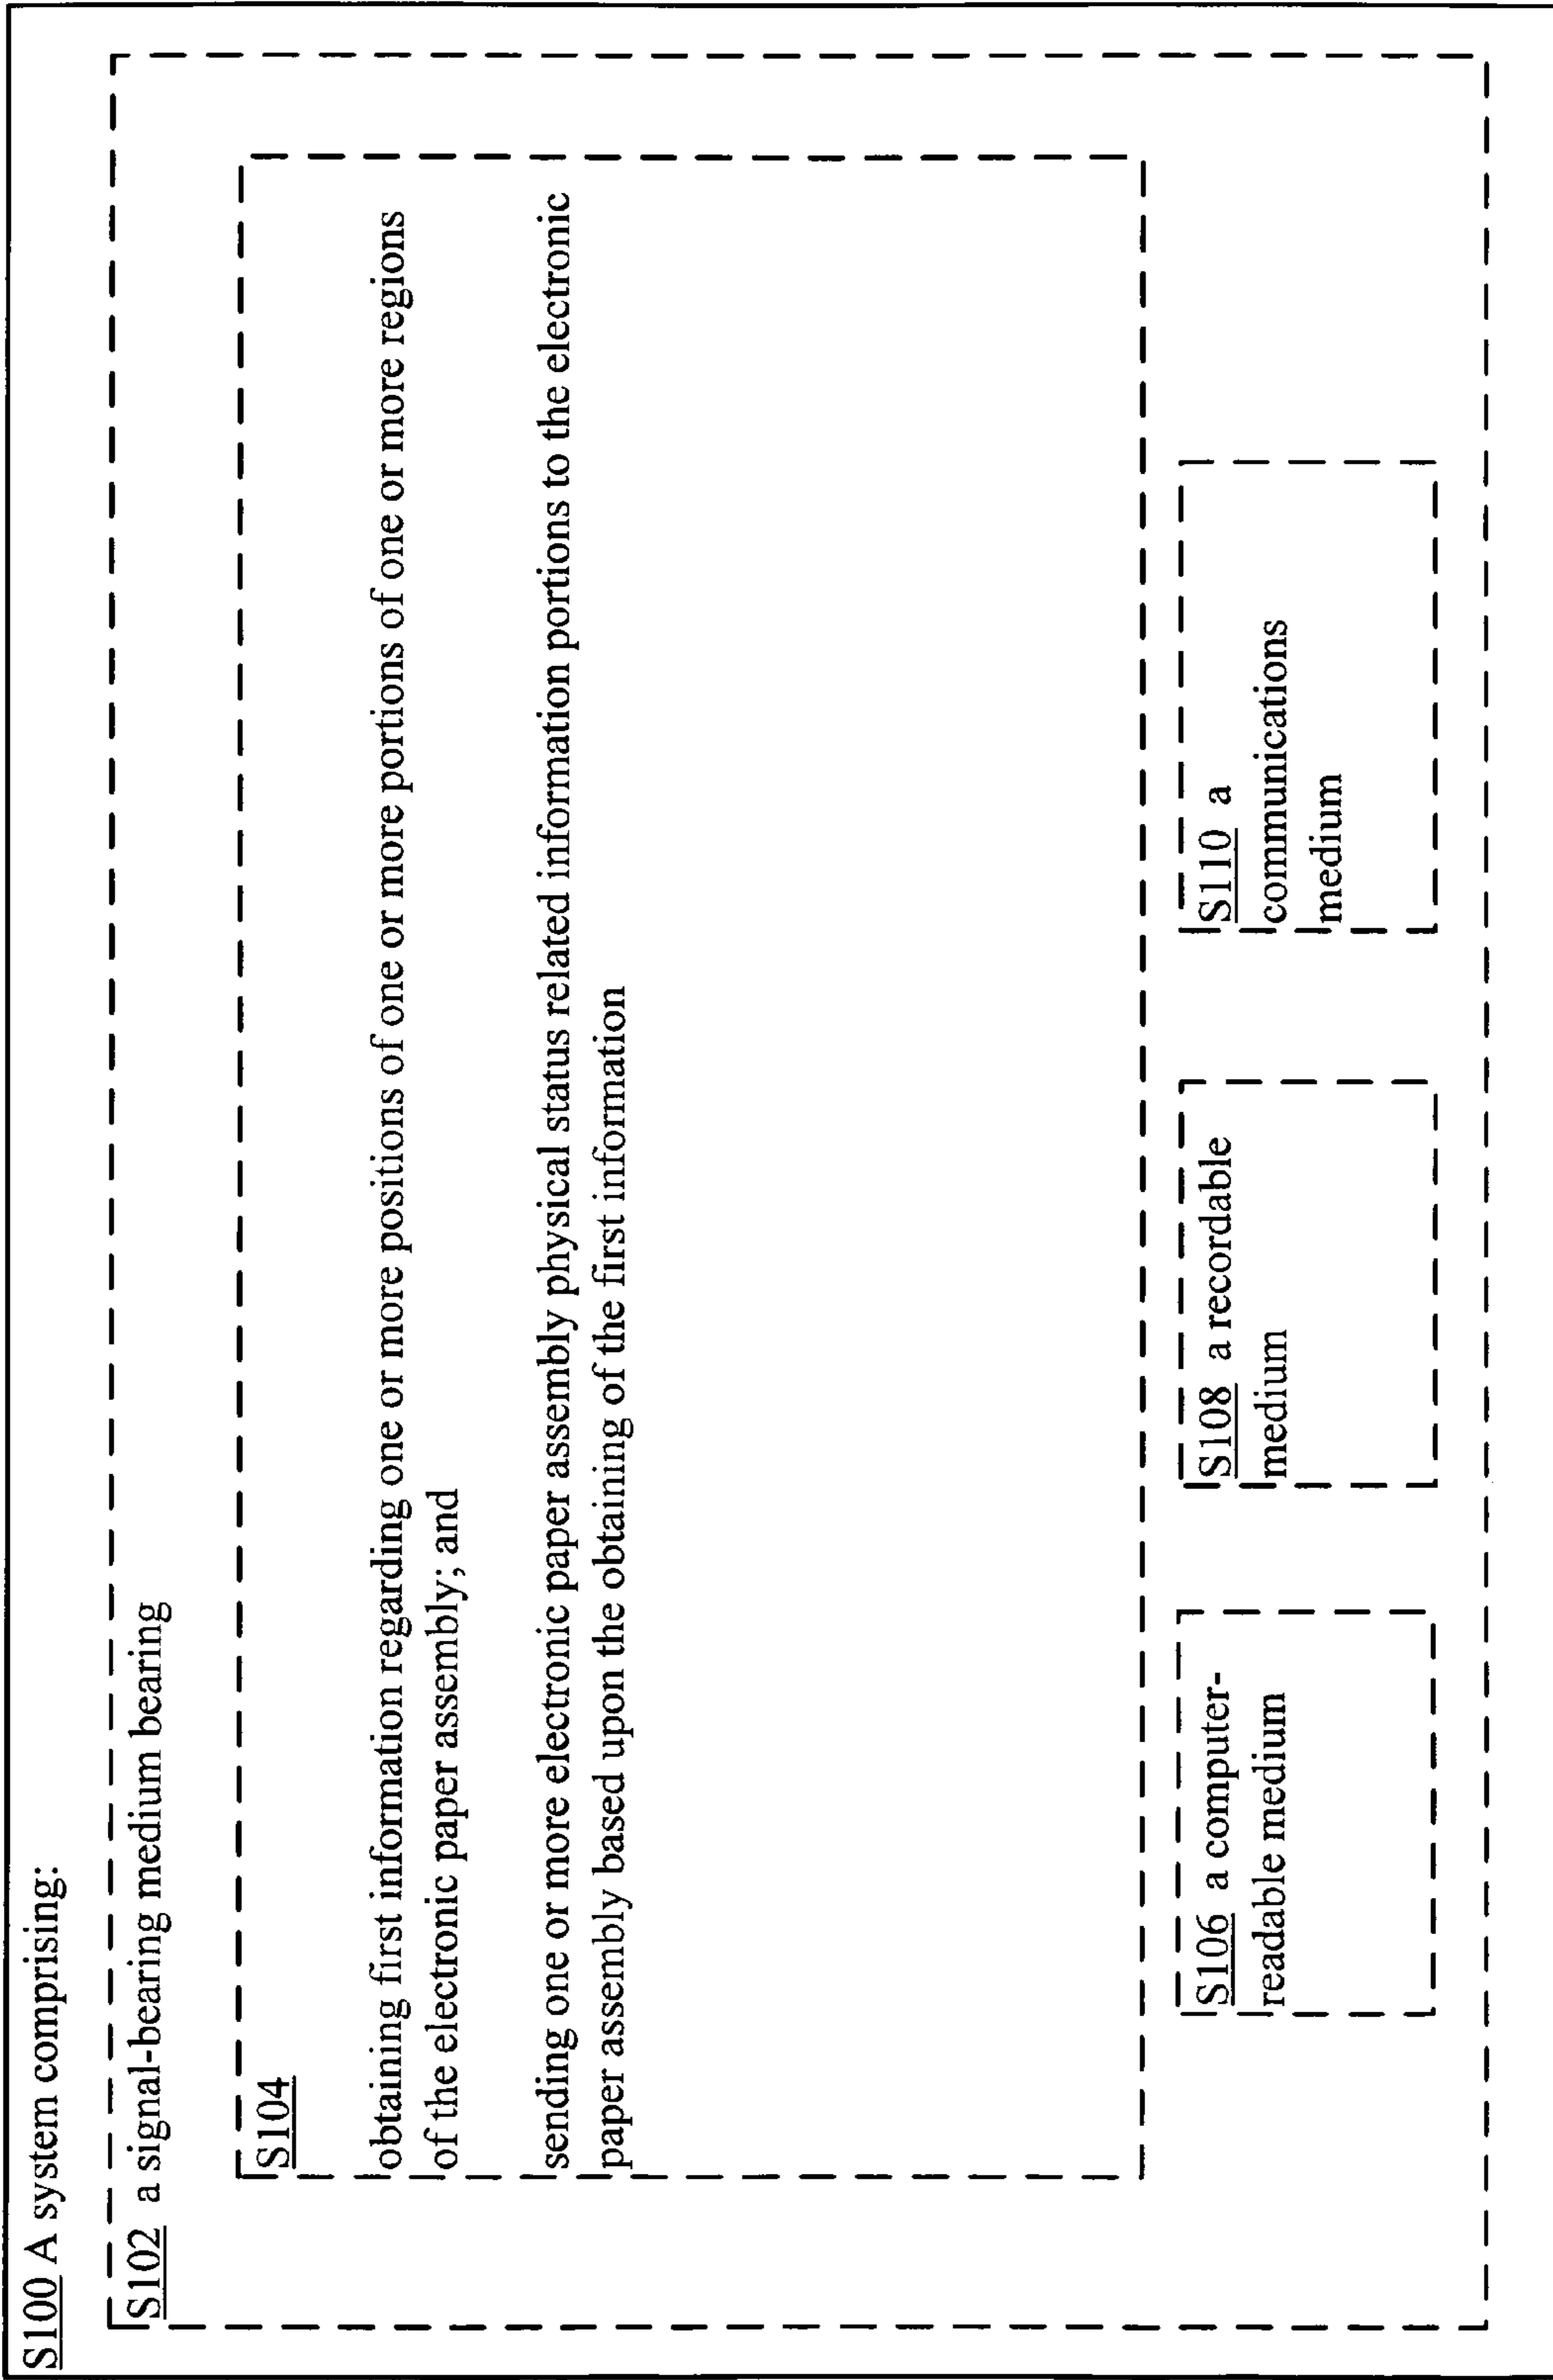 S100 A system comprising:
S102 a signal-bearing medium bearing
S104
obtaining first information regarding one or more positions of one or more portions of one or more regions
of the electronic paper assembly; and
sending one or more electronic paper assembly physical status related information portions to the electronic
paper assembly based upon the obtaining of the first information
S106 a computer-
readable medium
S108 a recordable
medium
S110 a
communications
medium